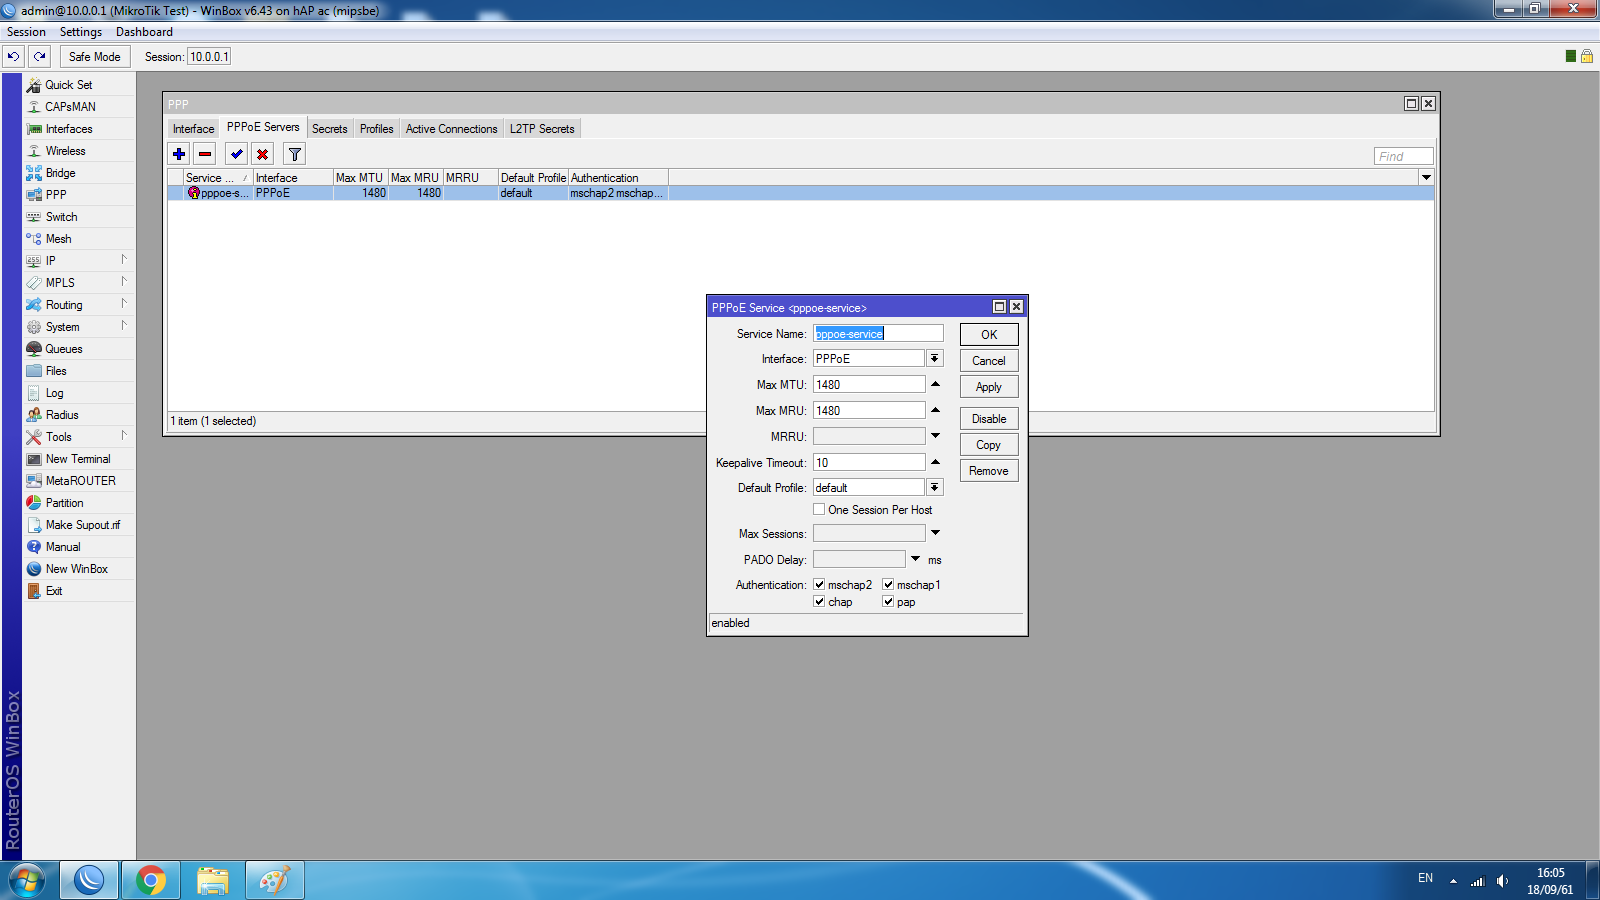 admin@10.0.0.1 (MikroTik Test) - WinBox v6.43 on hAP ac (mipsbe)
Session Settings Dashboard
Safe Mode Session: 10.0.0.1
Quick Set
CAPsMAN
Interfaces
Wireless
Bridge
PPP
Switch
Mesh
IP
MPLS
Routing
System
Queues
Files
Log
Radius
Tools
New Terminal
MetaROUTER
Partition
Make Supout.rif
Manual
New WinBox
Exit
RouterOS WinBox
PPP
Interface PPPoE Servers Secrets Profiles Active Connections L2TP Secrets
Find
Service ... Interface Max MTU Max MRU MRRU Default Profile Authentication
pppoe-s... PPPoE 1480 1480 default mschap2 mschap...
1 item (1 selected)
PPPoE Service <pppoe-service>
Service Name: pppoe-service OK
Interface: PPPoE Cancel
Max MTU: 1480 Apply
Max MRU: 1480 Disable
MRRU: Copy
Keepalive Timeout: 10 Remove
Default Profile: default
One Session Per Host
Max Sessions:
PADO Delay: ms
Authentication: mschap2 mschap1
chap pap
enabled
EN 16:05
18/09/61